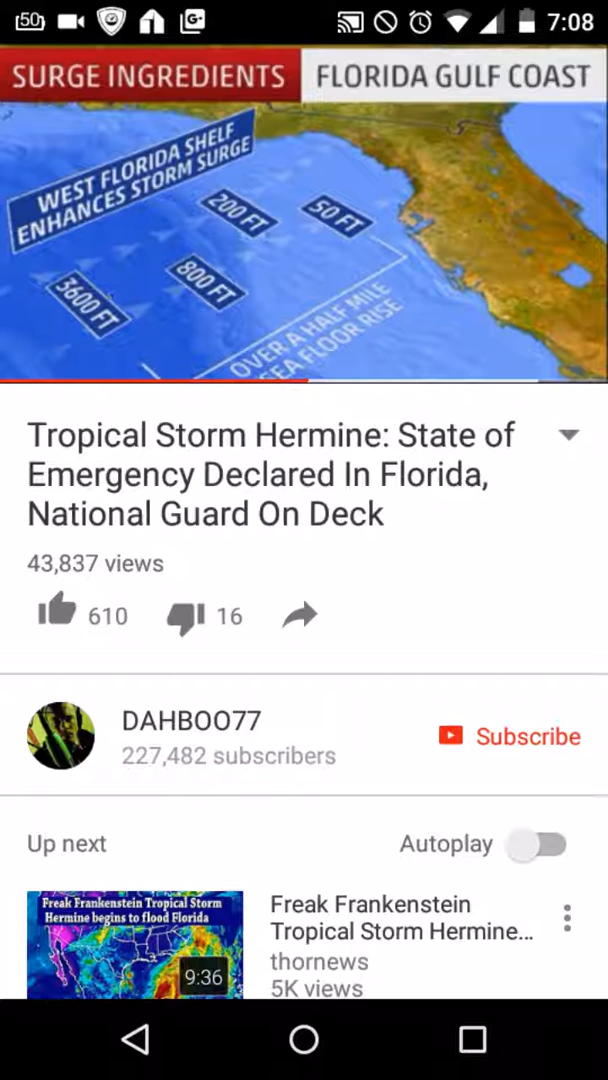 50
G+
7:08
SURGE INGREDIENTS
FLORIDA GULF COAST
WEST FLORIDA SHELF
ENHANCES STORM SURGE
200 FT
50 FT
3600 FT
800 FT
OVER A HALF MILE
SEA FLOOR RISE
Tropical Storm Hermine: State of
Emergency Declared In Florida,
National Guard On Deck
43,837 views
610
16
DAHBOO77
227,482 subscribers
Subscribe
Up next
Autoplay
Freak Frankenstein Tropical Storm
Hermine begins to flood Florida
9:36
Freak Frankenstein
Tropical Storm Hermine...
thornews
5K views